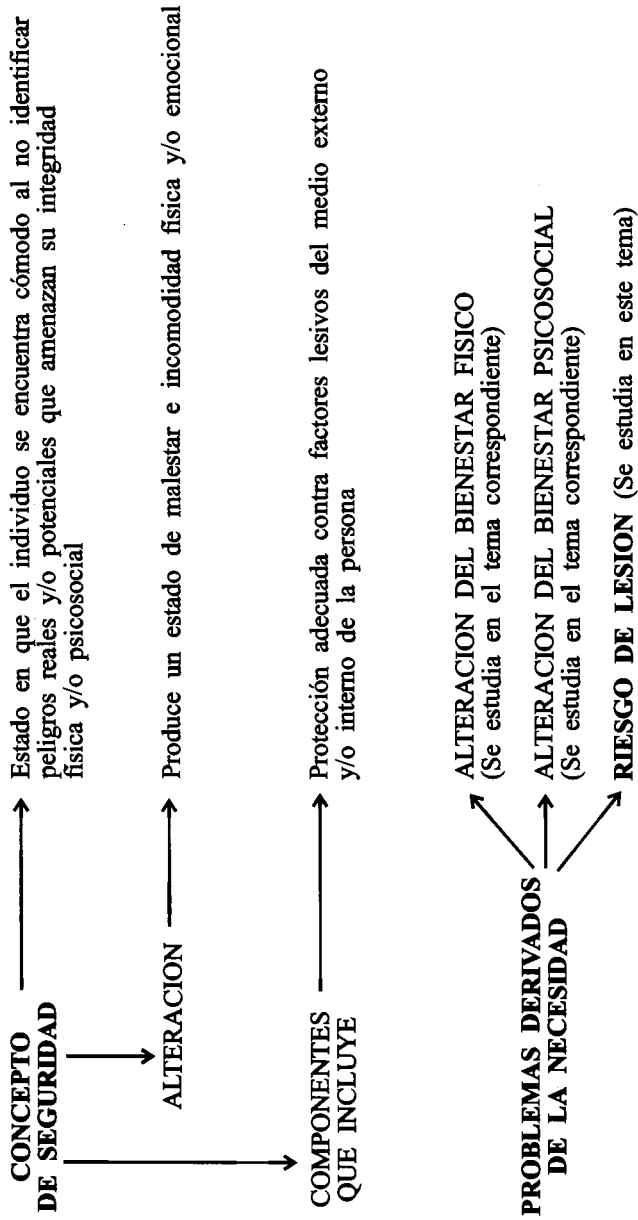 CONCEPTO
DE SEGURIDAD
Estado en que el individuo se encuentra cómodo al no identificar
peligros reales y/o potenciales que amenazan su integridad
física y/o psicosocial
ALTERACION
Produce un estado de malestar e incomodidad física y/o emocional
COMPONENTES
QUE INCLUYE
Protección adecuada contra factores lesivos del medio externo
y/o interno de la persona
PROBLEMAS DERIVADOS
DE LA NECESIDAD
ALTERACION DEL BIENESTAR FISICO
(Se estudia en el tema correspondiente)
ALTERACION DEL BIENESTAR PSICOSOCIAL
(Se estudia en el tema correspondiente)
RIESGO DE LESION (Se estudia en este tema)